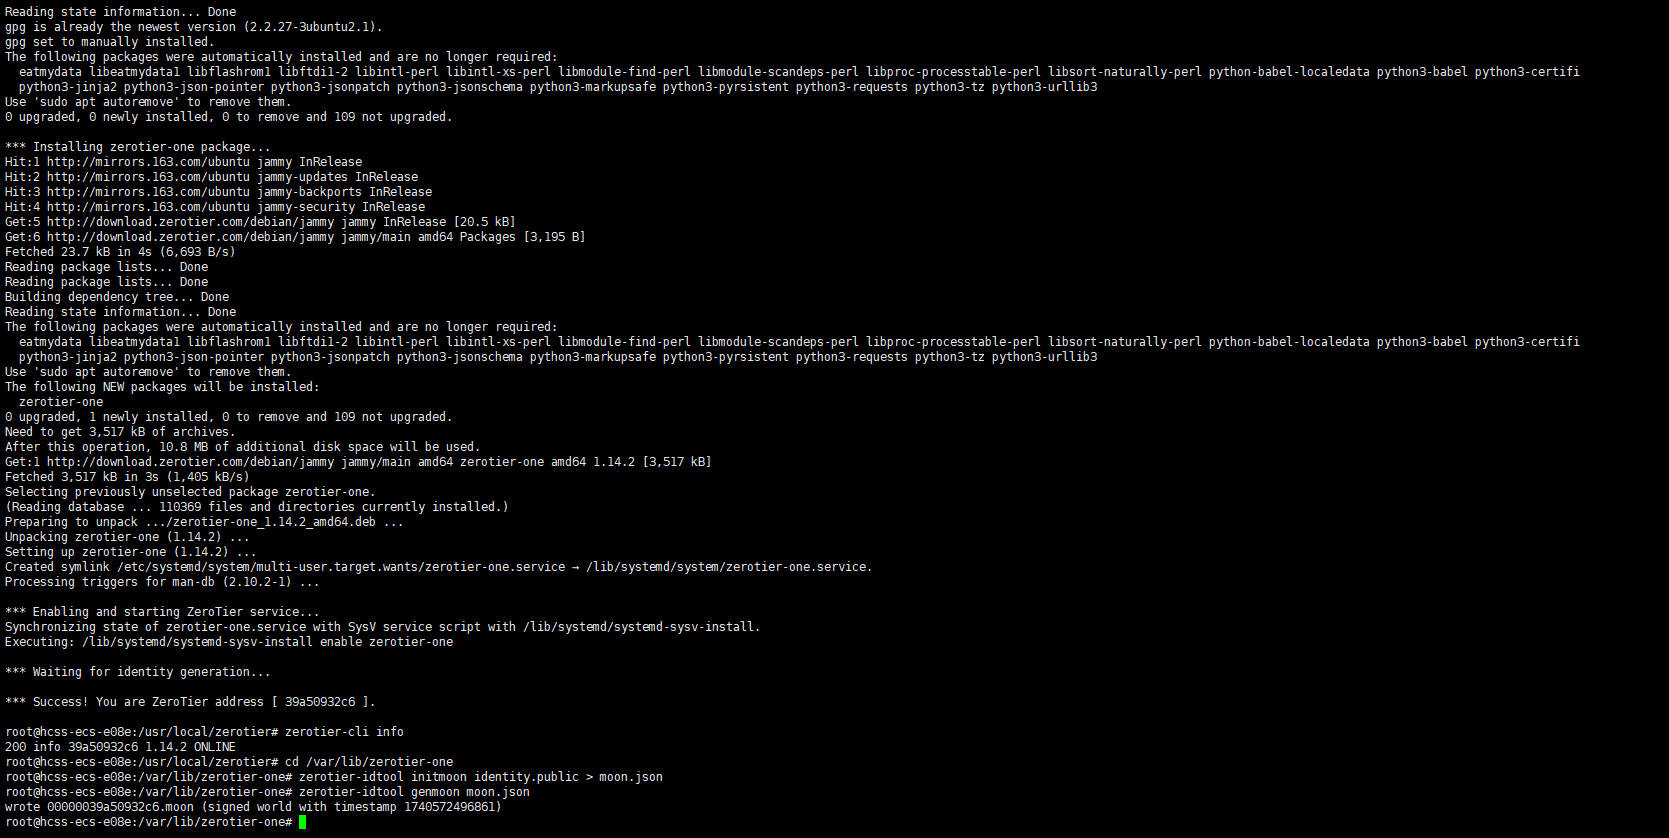 Reading state information... Done
gpg is already the newest version (2.2.27-3ubuntu2.1).
gpg set to manually installed.
The following packages were automatically installed and are no longer required:
  eatmydata libeatmydata1 libflashrom1 libftdi1-2 libintl-perl libintl-xs-perl libmodule-find-perl libmodule-scandeps-perl libproc-processtable-perl libsort-naturally-perl python-babel-localedata python3-babel python3-certifi
  python3-jinja2 python3-json-pointer python3-jsonpatch python3-jsonschema python3-markupsafe python3-pyrsistent python3-requests python3-tz python3-urllib3
Use 'sudo apt autoremove' to remove them.
0 upgraded, 0 newly installed, 0 to remove and 109 not upgraded.

*** Installing zerotier-one package...
Hit:1 http://mirrors.163.com/ubuntu jammy InRelease
Hit:2 http://mirrors.163.com/ubuntu jammy-updates InRelease
Hit:3 http://mirrors.163.com/ubuntu jammy-backports InRelease
Hit:4 http://mirrors.163.com/ubuntu jammy-security InRelease
Get:5 http://download.zerotier.com/debian/jammy jammy InRelease [20.5 kB]
Get:6 http://download.zerotier.com/debian/jammy jammy/main amd64 Packages [3,195 B]
Fetched 23.7 kB in 4s (6,693 B/s)
Reading package lists... Done
Reading package lists... Done
Building dependency tree... Done
Reading state information... Done
The following packages were automatically installed and are no longer required:
  eatmydata libeatmydata1 libflashrom1 libftdi1-2 libintl-perl libintl-xs-perl libmodule-find-perl libmodule-scandeps-perl libproc-processtable-perl libsort-naturally-perl python-babel-localedata python3-babel python3-certifi
  python3-jinja2 python3-json-pointer python3-jsonpatch python3-jsonschema python3-markupsafe python3-pyrsistent python3-requests python3-tz python3-urllib3
Use 'sudo apt autoremove' to remove them.
The following NEW packages will be installed:
  zerotier-one
0 upgraded, 1 newly installed, 0 to remove and 109 not upgraded.
Need to get 3,517 kB of archives.
After this operation, 10.8 MB of additional disk space will be used.
Get:1 http://download.zerotier.com/debian/jammy jammy/main amd64 zerotier-one amd64 1.14.2 [3,517 kB]
Fetched 3,517 kB in 3s (1,405 kB/s)
Selecting previously unselected package zerotier-one.
(Reading database ... 110369 files and directories currently installed.)
Preparing to unpack .../zerotier-one_1.14.2_amd64.deb ...
Unpacking zerotier-one (1.14.2) ...
Setting up zerotier-one (1.14.2) ...
Created symlink /etc/systemd/system/multi-user.target.wants/zerotier-one.service → /lib/systemd/system/zerotier-one.service.
Processing triggers for man-db (2.10.2-1) ...

*** Enabling and starting ZeroTier service...
Synchronizing state of zerotier-one.service with SysV service script with /lib/systemd/systemd-sysv-install.
Executing: /lib/systemd/systemd-sysv-install enable zerotier-one

*** Waiting for identity generation...

*** Success! You are ZeroTier address [ 39a50932c6 ].

root@hcss-ecs-e08e:/usr/local/zerotier# zerotier-cli info
200 info 39a50932c6 1.14.2 ONLINE
root@hcss-ecs-e08e:/usr/local/zerotier# cd /var/lib/zerotier-one
root@hcss-ecs-e08e:/var/lib/zerotier-one# zerotier-idtool initmoon identity.public > moon.json
root@hcss-ecs-e08e:/var/lib/zerotier-one# zerotier-idtool genmoon moon.json
wrote 00000039a50932c6.moon (signed world with timestamp 1740572496861)
root@hcss-ecs-e08e:/var/lib/zerotier-one#